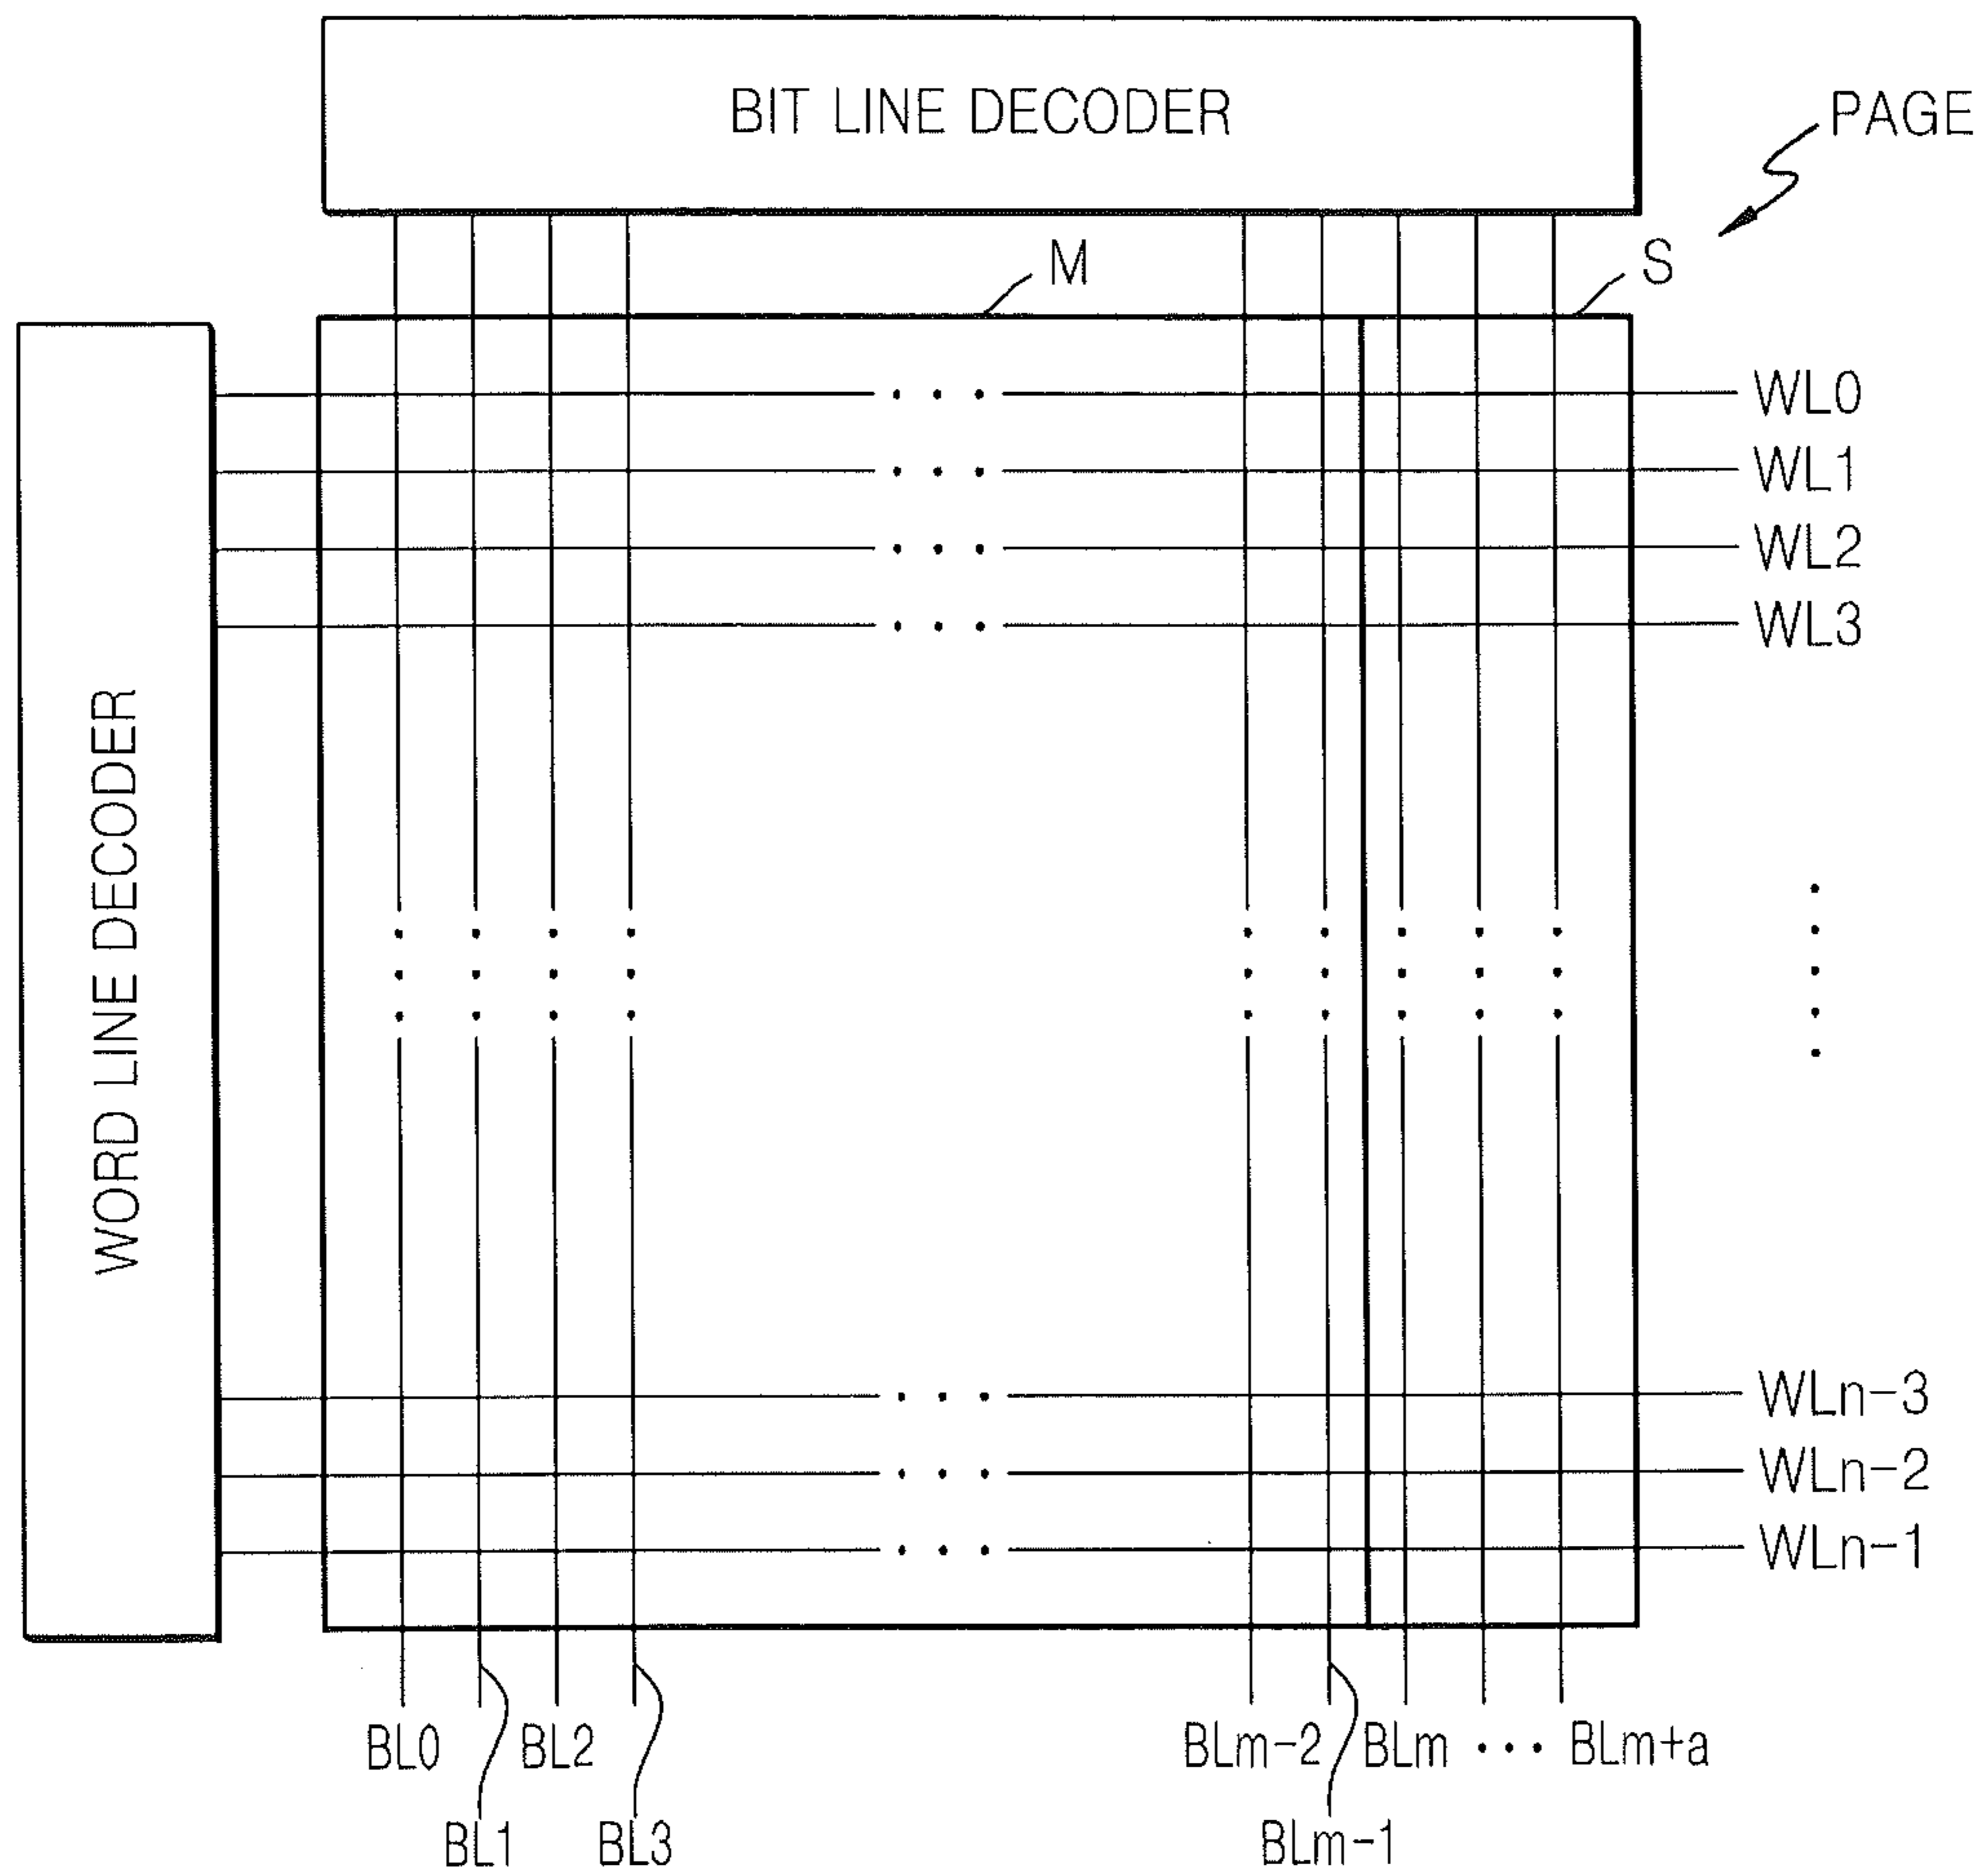 BIT LINE DECODER
PAGE
M
S
WORD LINE DECODER
WL0
WL1
WL2
WL3
WLn-3
WLn-2
WLn-1
BL0
BL2
BLm-2
BLm
BLm+a
BL1
BL3
BLm-1